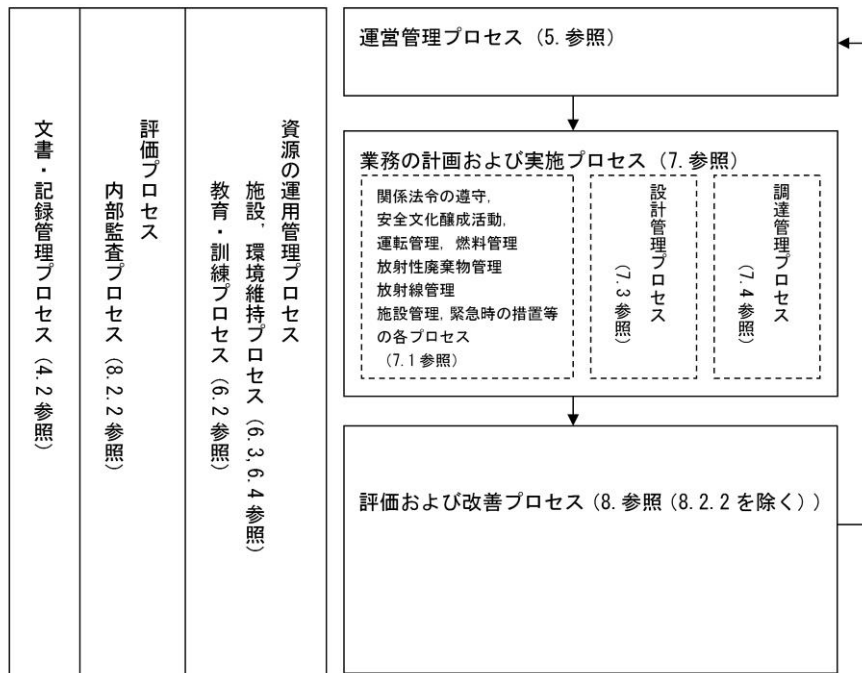 運営管理プロセス（5.参照）
業務の計画および実施プロセス（7.参照）
関係法令の遵守，
安全文化醸成活動，
運転管理，燃料管理
放射性廃棄物管理
放射線管理
施設管理，緊急時の措置等
の各プロセス
（7.1参照）
設計管理プロセス
（7.3参照）
調達管理プロセス
（7.4参照）
評価および改善プロセス（8.参照（8.2.2を除く））
資源の運用管理プロセス
施設，環境維持プロセス（6.3,6.4参照）
教育・訓練プロセス（6.2参照）
評価プロセス
内部監査プロセス（8.2.2参照）
文書・記録管理プロセス（4.2参照）